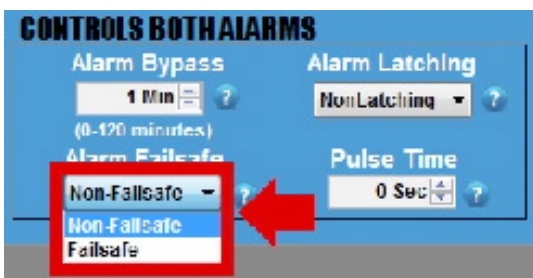 CONTROLS BOTH ALARMS
Alarm Bypass
Alarm Latching
1 Min
NonLatching
(0-120 minutes)
Alarm Failsafe
Pulse Time
Non-Failsafe
0 Sec
Non-Failsafe
Failsafe